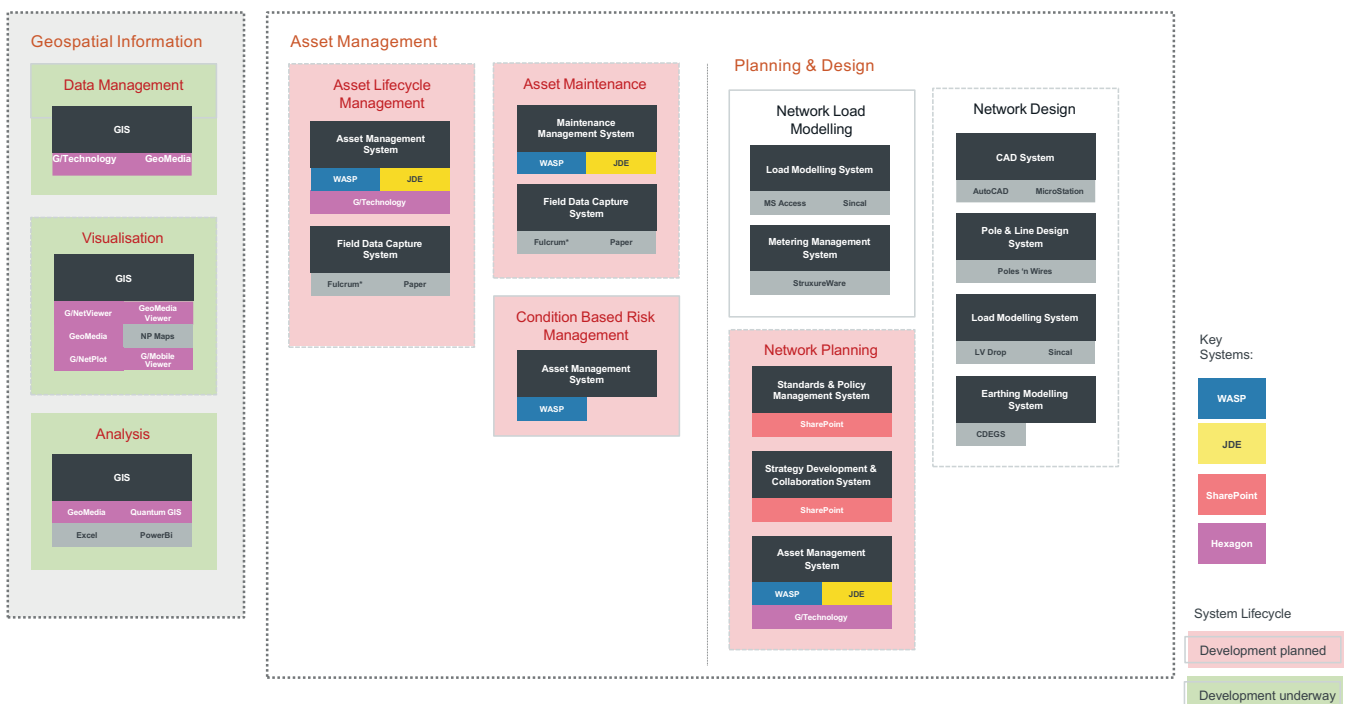 Geospatial Information
Data Management
GIS
G/Technology GeoMedia
Visualisation
GIS
G/NetViewer GeoMedia
Viewer
GeoMedia NP Maps
G/NetPlot G/Mobile
Viewer
Analysis
GIS
GeoMedia Quantum GIS
Excel PowerBi
Asset Management
Asset Lifecycle
Management
Asset Management
System
WASP JDE
G/Technology
Field Data Capture
System
Fulcrum* Paper
Asset Maintenance
Maintenance
Management System
WASP JDE
Field Data Capture
System
Fulcrum* Paper
Condition Based Risk
Management
Asset Management
System
WASP
Planning & Design
Network Load
Modelling
Load Modelling System
MS Access Sincal
Metering Management
System
StruxureWare
Network Planning
Standards & Policy
Management System
SharePoint
Strategy Development &
Collaboration System
SharePoint
Asset Management
System
WASP JDE
G/Technology
Network Design
CAD System
AutoCAD MicroStation
Pole & Line Design
System
Poles 'n Wires
Load Modelling System
LV Drop Sincal
Earthing Modelling
System
CDEGS
Key
Systems:
WASP
JDE
SharePoint
Hexagon
System Lifecycle
Development planned
Development underway